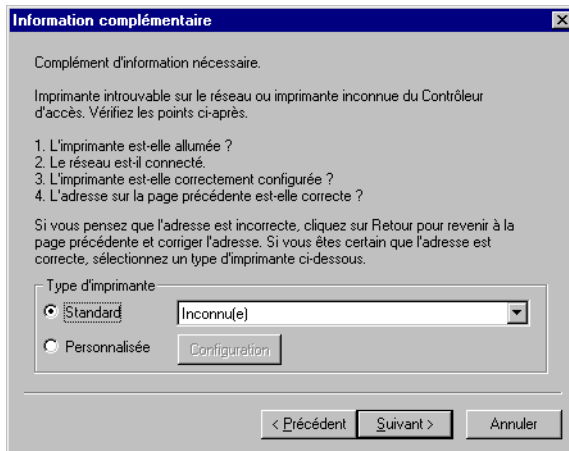 Information complémentaire
Complément d'information nécessaire.
Imprimante introuvable sur le réseau ou imprimante inconnue du Contrôleur
d'accès. Vérifiez les points ci-après.
1. L'imprimante est-elle allumée ?
2. Le réseau est-il connecté.
3. L'imprimante est-elle correctement configurée ?
4. L'adresse sur la page précédente est-elle correcte ?
Si vous pensez que l'adresse est incorrecte, cliquez sur Retour pour revenir à la
page précédente et corriger l'adresse. Si vous êtes certain que l'adresse est
correcte, sélectionnez un type d'imprimante ci-dessous.
Type d'imprimante
Standard Inconnu(e)
Personnalisée Configuration
< Précédent Suivant > Annuler